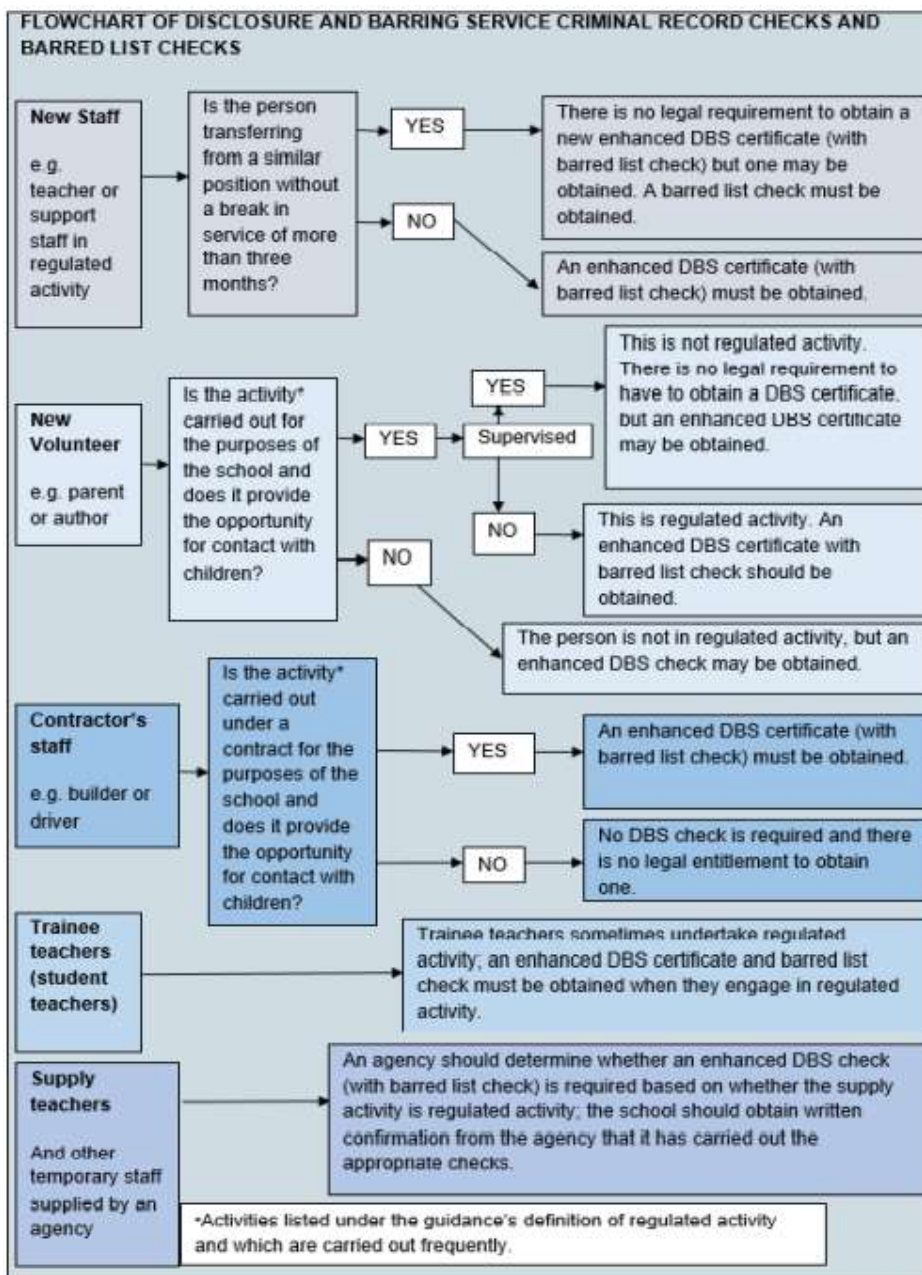 FLOWCHART OF DISCLOSURE AND BARRING SERVICE CRIMINAL RECORD CHECKS AND
BARRED LIST CHECKS
New Staff
e.g.
teacher or
support
staff in
regulated
activity
Is the person
transferring
from a similar
position without
a break in
service of more
than three
months?
YES
There is no legal requirement to obtain a
new enhanced DBS certificate (with
barred list check) but one may be
obtained. A barred list check must be
obtained.
NO
An enhanced DBS certificate (with
barred list check) must be obtained.
New
Volunteer
e.g. parent
or author
Is the activity*
carried out for
the purposes of
the school and
does it provide
the opportunity
for contact with
children?
YES
Supervised
YES
This is not regulated activity.
There is no legal requirement to
have to obtain a DBS certificate,
but an enhanced DBS certificate
may be obtained.
NO
This is regulated activity. An
enhanced DBS certificate with
barred list check should be
obtained.
NO
The person is not in regulated activity, but an
enhanced DBS check may be obtained.
Contractor's
staff
e.g. builder or
driver
Is the activity*
carried out
under a
contract for the
purposes of the
school and
does it provide
the opportunity
for contact with
children?
YES
An enhanced DBS certificate (with
barred list check) must be obtained.
NO
No DBS check is required and there
is no legal entitlement to obtain
one.
Trainee
teachers
(student
teachers)
Trainee teachers sometimes undertake regulated
activity; an enhanced DBS certificate and barred list
check must be obtained when they engage in regulated
activity.
Supply
teachers
And other
temporary staff
supplied by an
agency
An agency should determine whether an enhanced DBS check
(with barred list check) is required based on whether the supply
activity is regulated activity; the school should obtain written
confirmation from the agency that it has carried out the
appropriate checks.
*Activities listed under the guidance's definition of regulated activity
and which are carried out frequently.